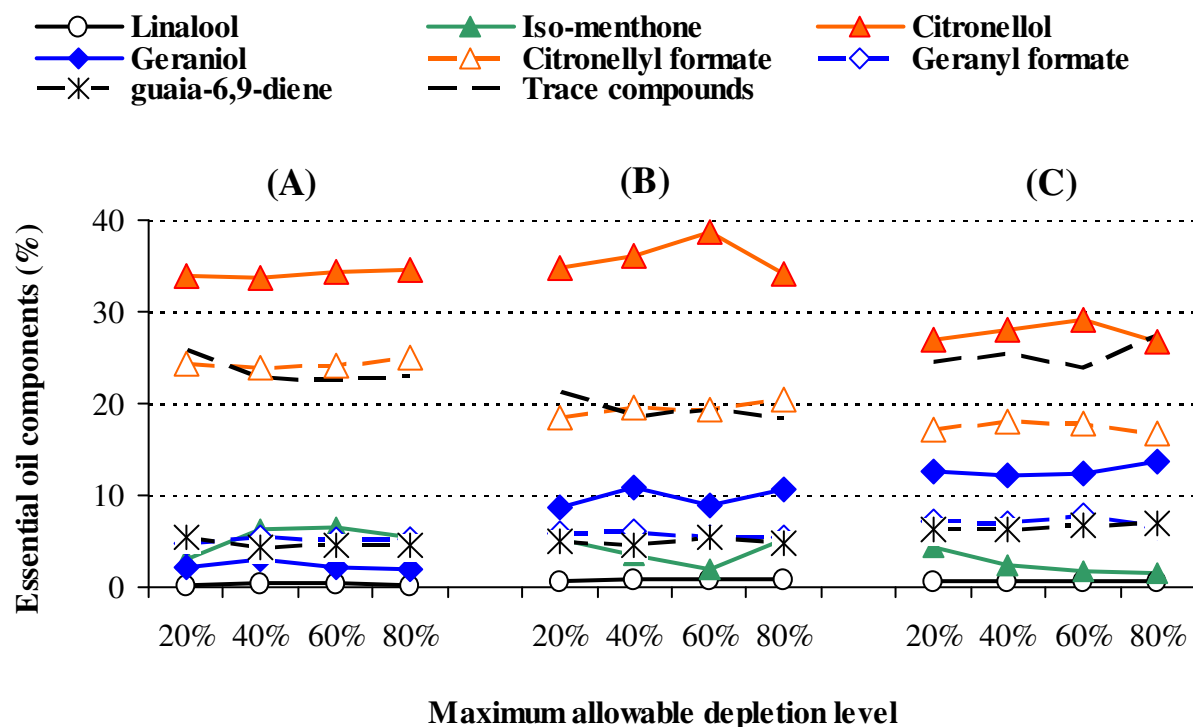 Linalool Iso-menthone Citronellol
Geraniol Citronellyl formate Geranyl formate
guaia-6,9-diene Trace compounds
(A) (B) (C)
40
30
20
10
0
Essential oil components (%)
20% 40% 60% 80% 20% 40% 60% 80% 20% 40% 60% 80%
Maximum allowable depletion level